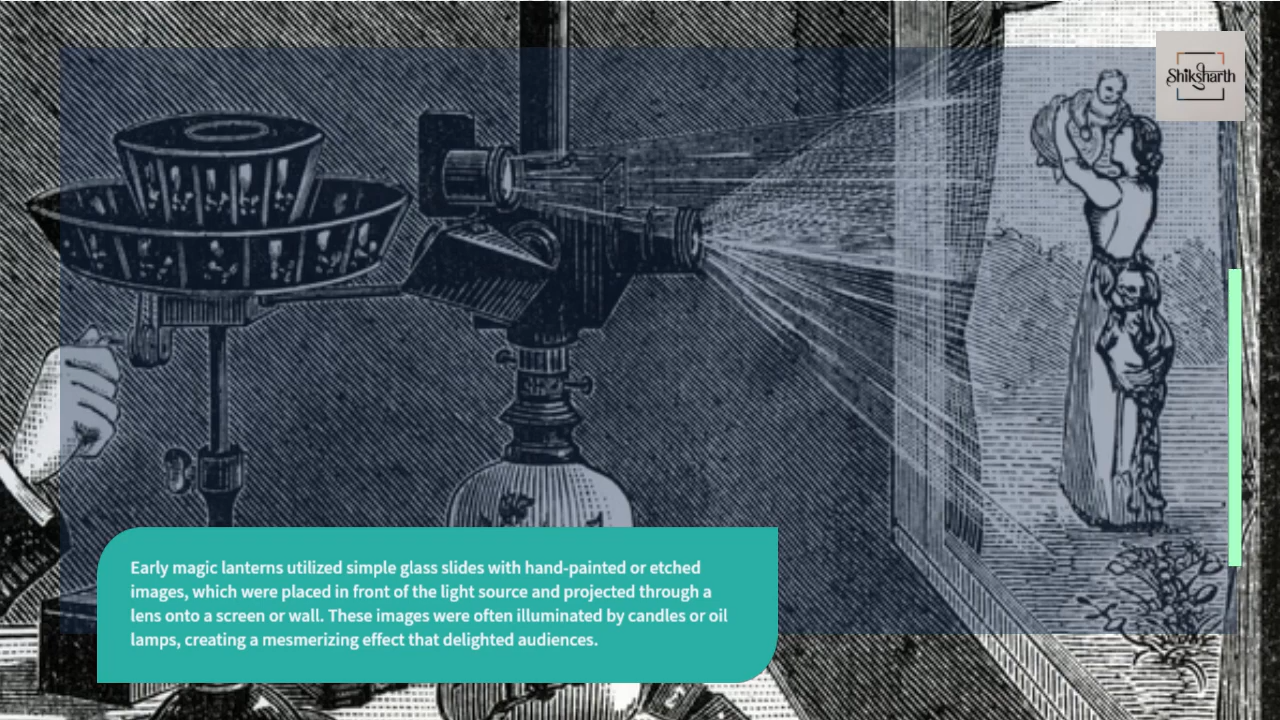 Shiksharth
Early magic lanterns utilized simple glass slides with hand-painted or etched
images, which were placed in front of the light source and projected through a
lens onto a screen or wall. These images were often illuminated by candles or oil
lamps, creating a mesmerizing effect that delighted audiences.